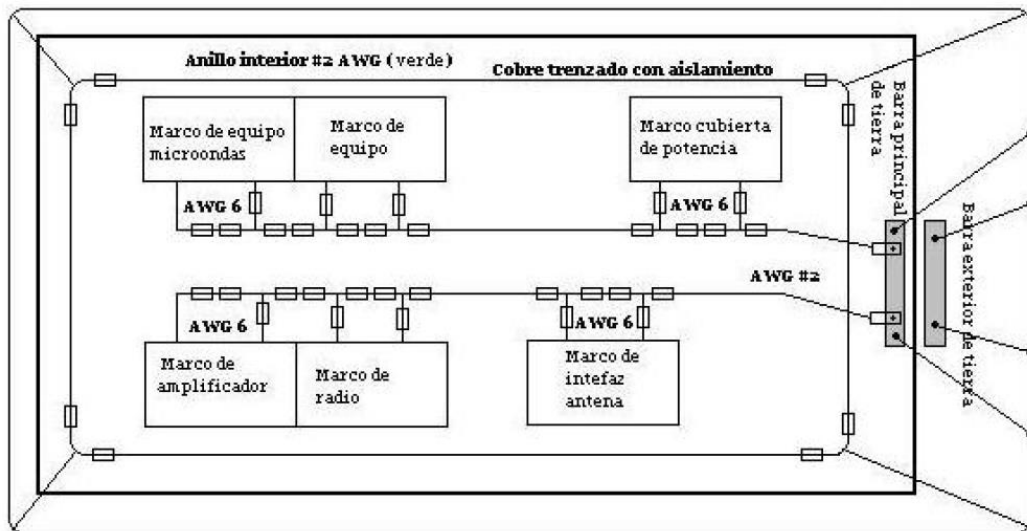 Anillo interior #2 AWG (verde)
Cobre trenzado con aislamiento
Marco de equipo
microondas
Marco de
equipo
Marco cubierta
de potencia
Barra principal
de tierra
AWG 6
AWG 6
Barra exterior de tierra
AWG #2
AWG 6
AWG 6
Marco de
amplificador
Marco de
radio
Marco de
intefaz
antena